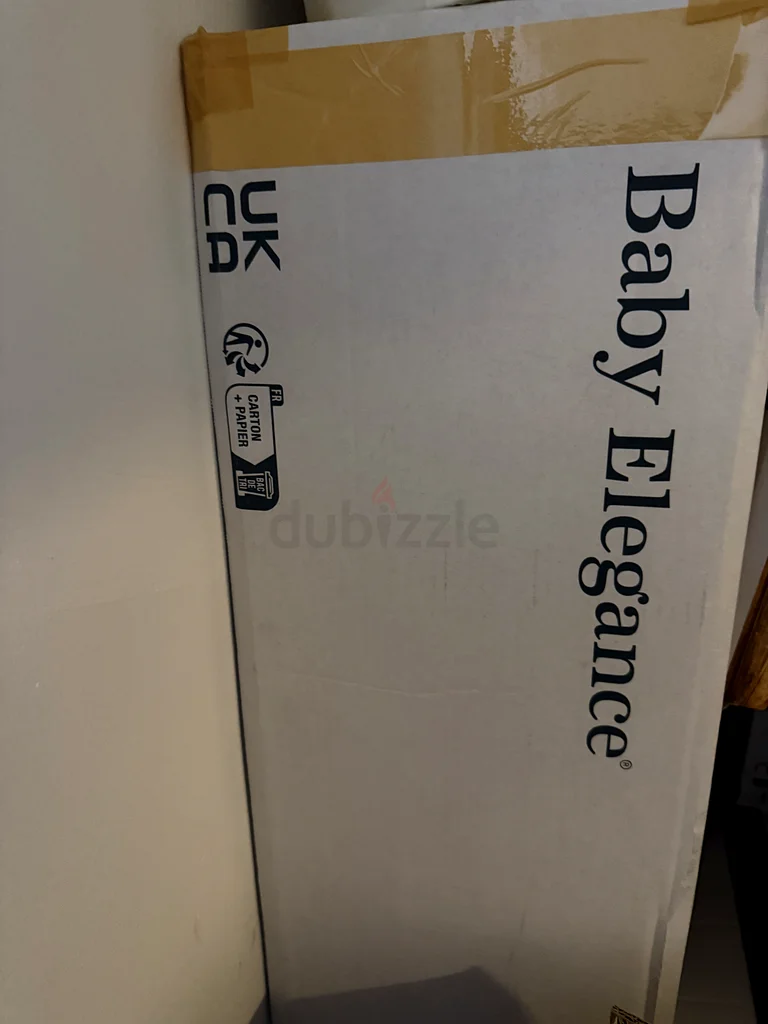 Baby Elegance®
UK
CA
FR
CARTON
+ PAPIER
BAC
DE
TRI
dubizzle